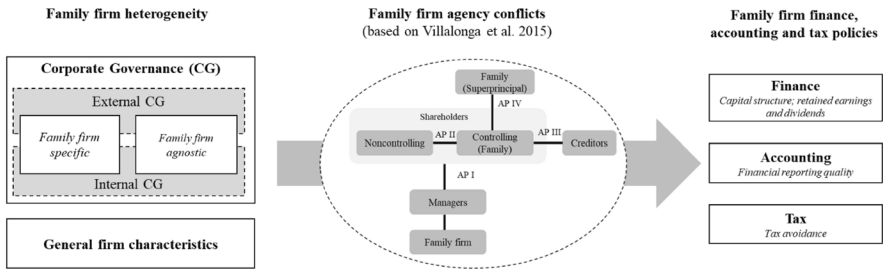 Family firm heterogeneity
Corporate Governance (CG)
External CG
Family firm
specific
Family firm
agnostic
Internal CG
General firm characteristics
Family firm agency conflicts
(based on Villalonga et al. 2015)
Family
(Superprincipal)
AP IV
Shareholders
Noncontrolling
AP II
Controlling
(Family)
AP III
Creditors
AP I
Managers
Family firm
Family firm finance,
accounting and tax policies
Finance
Capital structure; retained earnings
and dividends
Accounting
Financial reporting quality
Tax
Tax avoidance